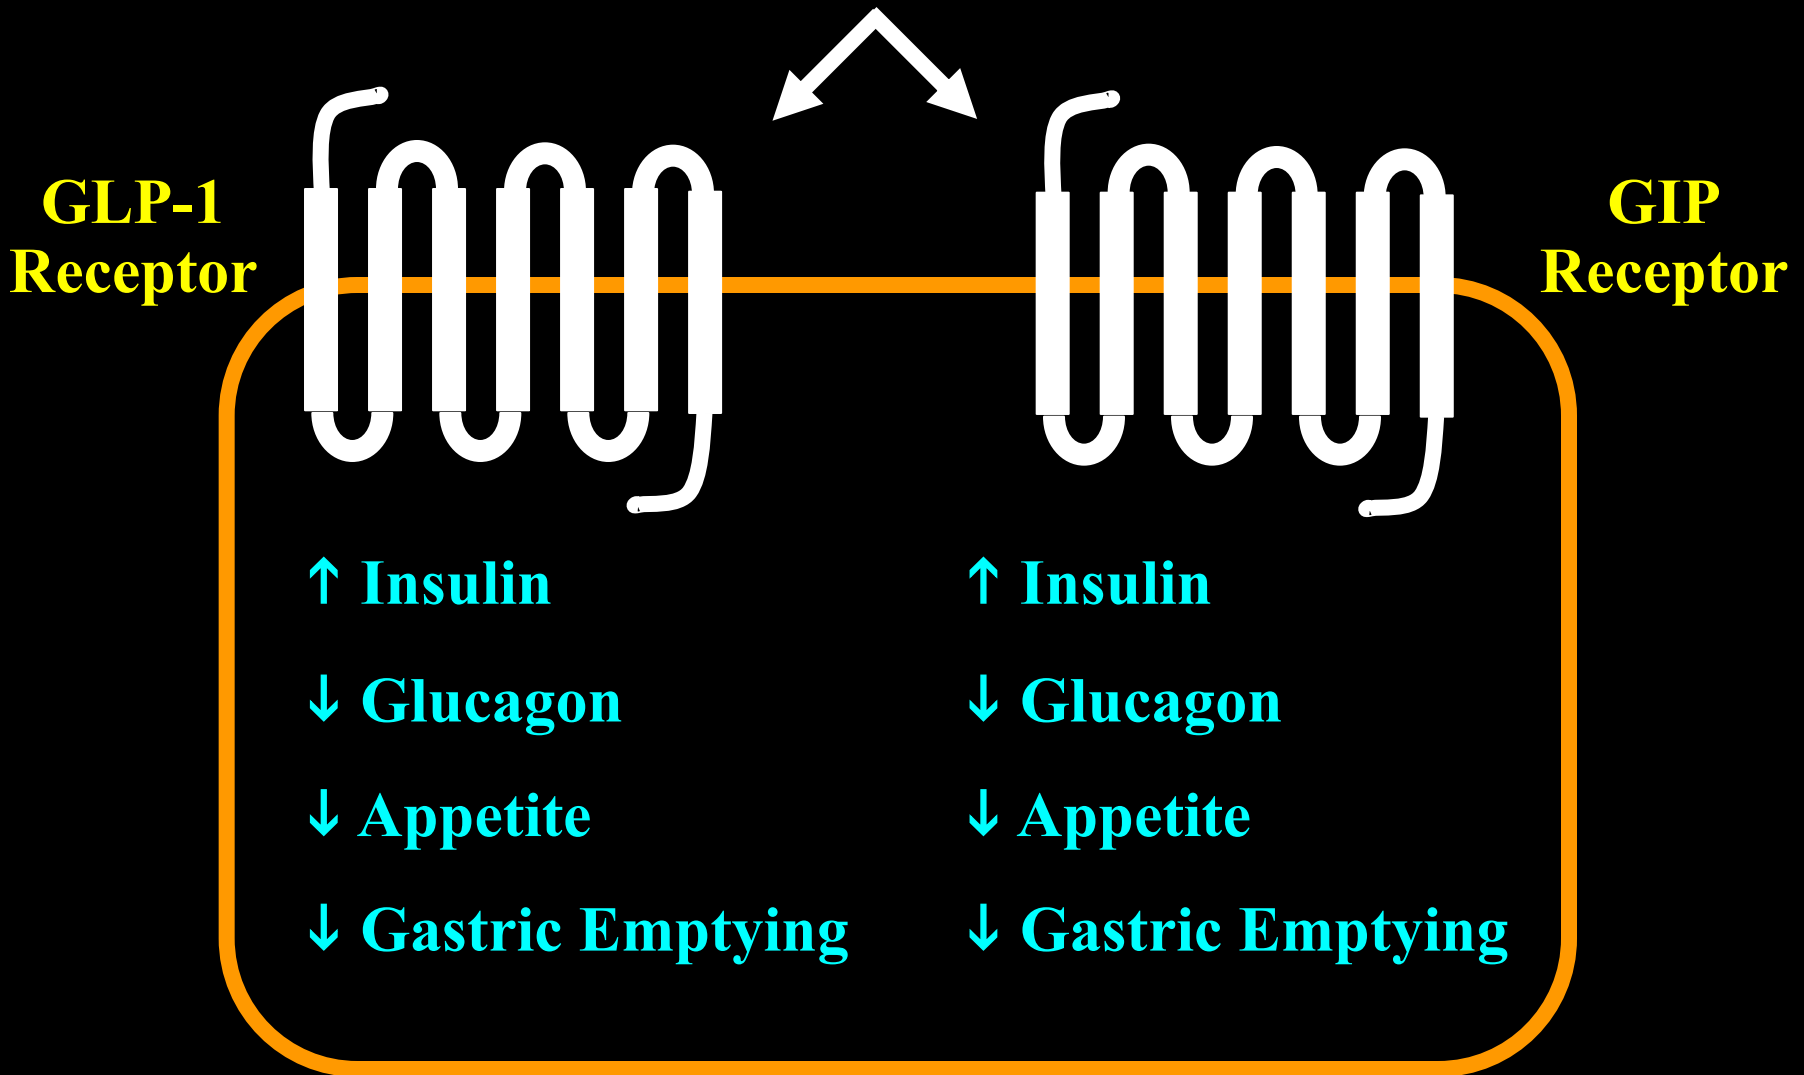 GLP-1
Receptor
GIP
Receptor
↑ Insulin
↓ Glucagon
↓ Appetite
↓ Gastric Emptying
↑ Insulin
↓ Glucagon
↓ Appetite
↓ Gastric Emptying